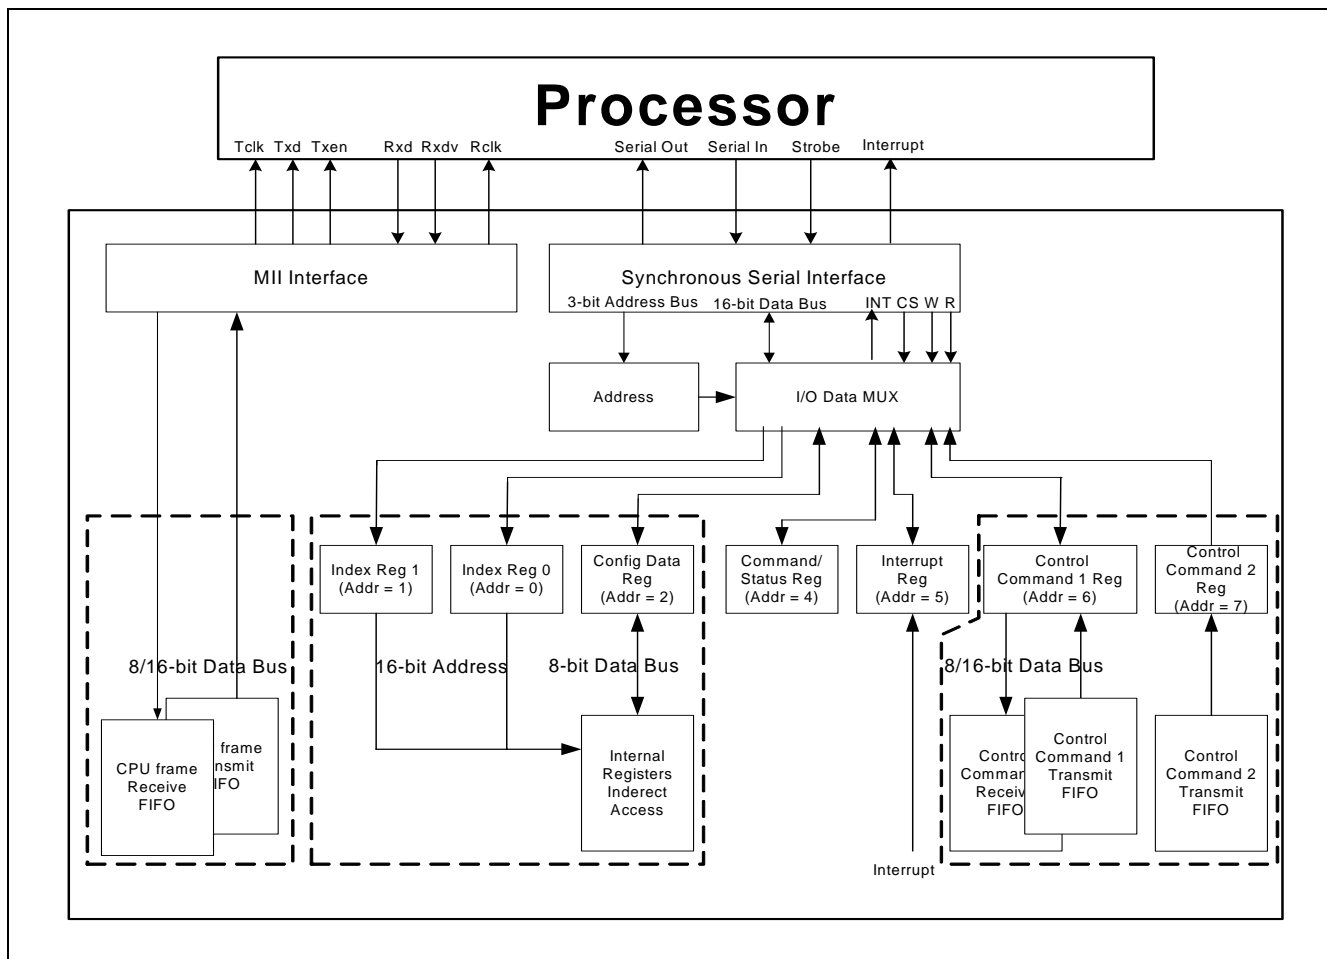 Processor
Tclk Txd Txen Rxd Rxdv Rclk Serial Out Serial In Strobe Interrupt
MII Interface
Synchronous Serial Interface
3-bit Address Bus 16-bit Data Bus INT CS W R
Address
I/O Data MUX
Index Reg 1
(Addr = 1)
Index Reg 0
(Addr = 0)
Config Data
Reg
(Addr = 2)
Command/
Status Reg
(Addr = 4)
Interrupt
Reg
(Addr = 5)
Control
Command 1 Reg
(Addr = 6)
Control
Command 2
Reg
(Addr = 7)
8/16-bit Data Bus
16-bit Address
8-bit Data Bus
8/16-bit Data Bus
CPU frame
Receive
FIFO
frame
Internal
Registers
Inderect
Access
Interrupt
Command
FIFO
Control
Command 1
Transmit
FIFO
Control
Command 2
Transmit
FIFO